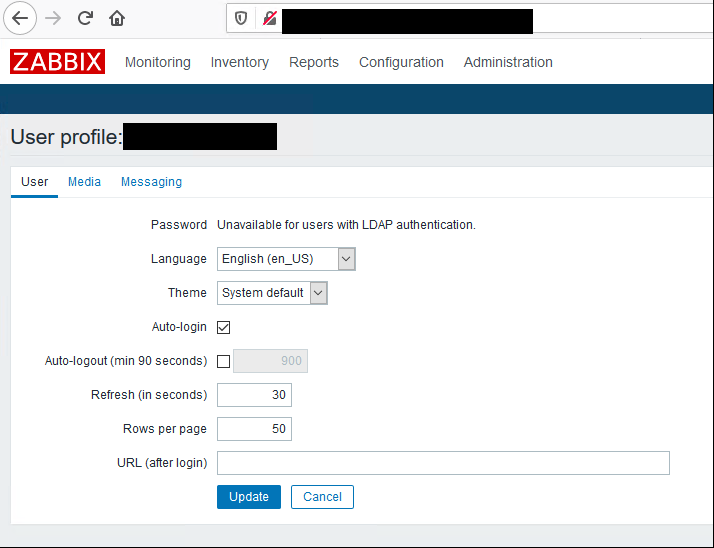 ZABBIX Monitoring Inventory Reports Configuration Administration
User profile:
User Media Messaging
Password Unavailable for users with LDAP authentication.
Language English (en_US)
Theme System default
Auto-login
Auto-logout (min 90 seconds) 900
Refresh (in seconds) 30
Rows per page 50
URL (after login)
Update Cancel